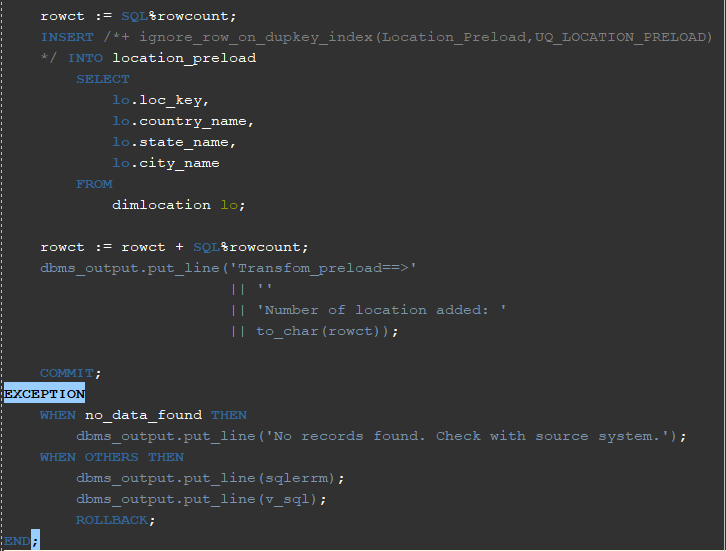 rowct := SQL%rowcount;
INSERT /*+ ignore_row_on_dupkey_index(Location_Preload,UQ_LOCATION_PRELOAD)
*/ INTO location_preload
SELECT
lo.loc_key,
lo.country_name,
lo.state_name,
lo.city_name
FROM
dimlocation lo;
rowct := rowct + SQL%rowcount;
dbms_output.put_line('Transfom_preload==>'
|| ''
|| 'Number of location added: '
|| to_char(rowct));
COMMIT;
EXCEPTION
WHEN no_data_found THEN
dbms_output.put_line('No records found. Check with source system.');
WHEN OTHERS THEN
dbms_output.put_line(sqlerrm);
dbms_output.put_line(v_sql);
ROLLBACK;
END;